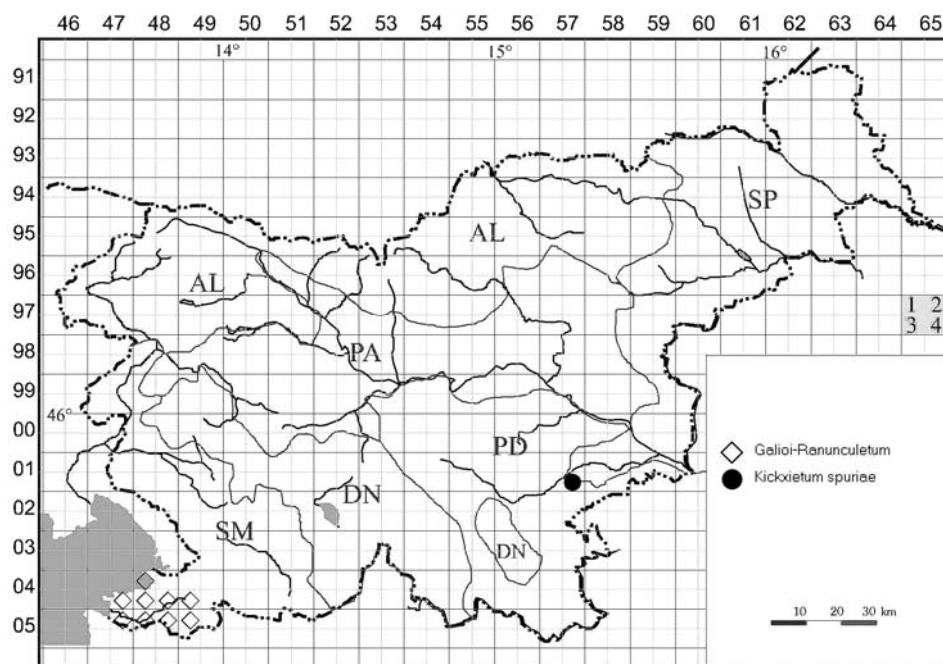 46 47 48 49 50 51 52 53 54 55 56 57 58 59 60 61 62 63 64 65
14° 15° 16°
91
93
94
SP
95
AL
96
AL
97
1 2
3 4
98
PA
99
46°
00
Galioi-Ranunculetum
PD
01
Kickxietum spuriae
DN
02
SM
03
DN
04
10 20 30 km
05